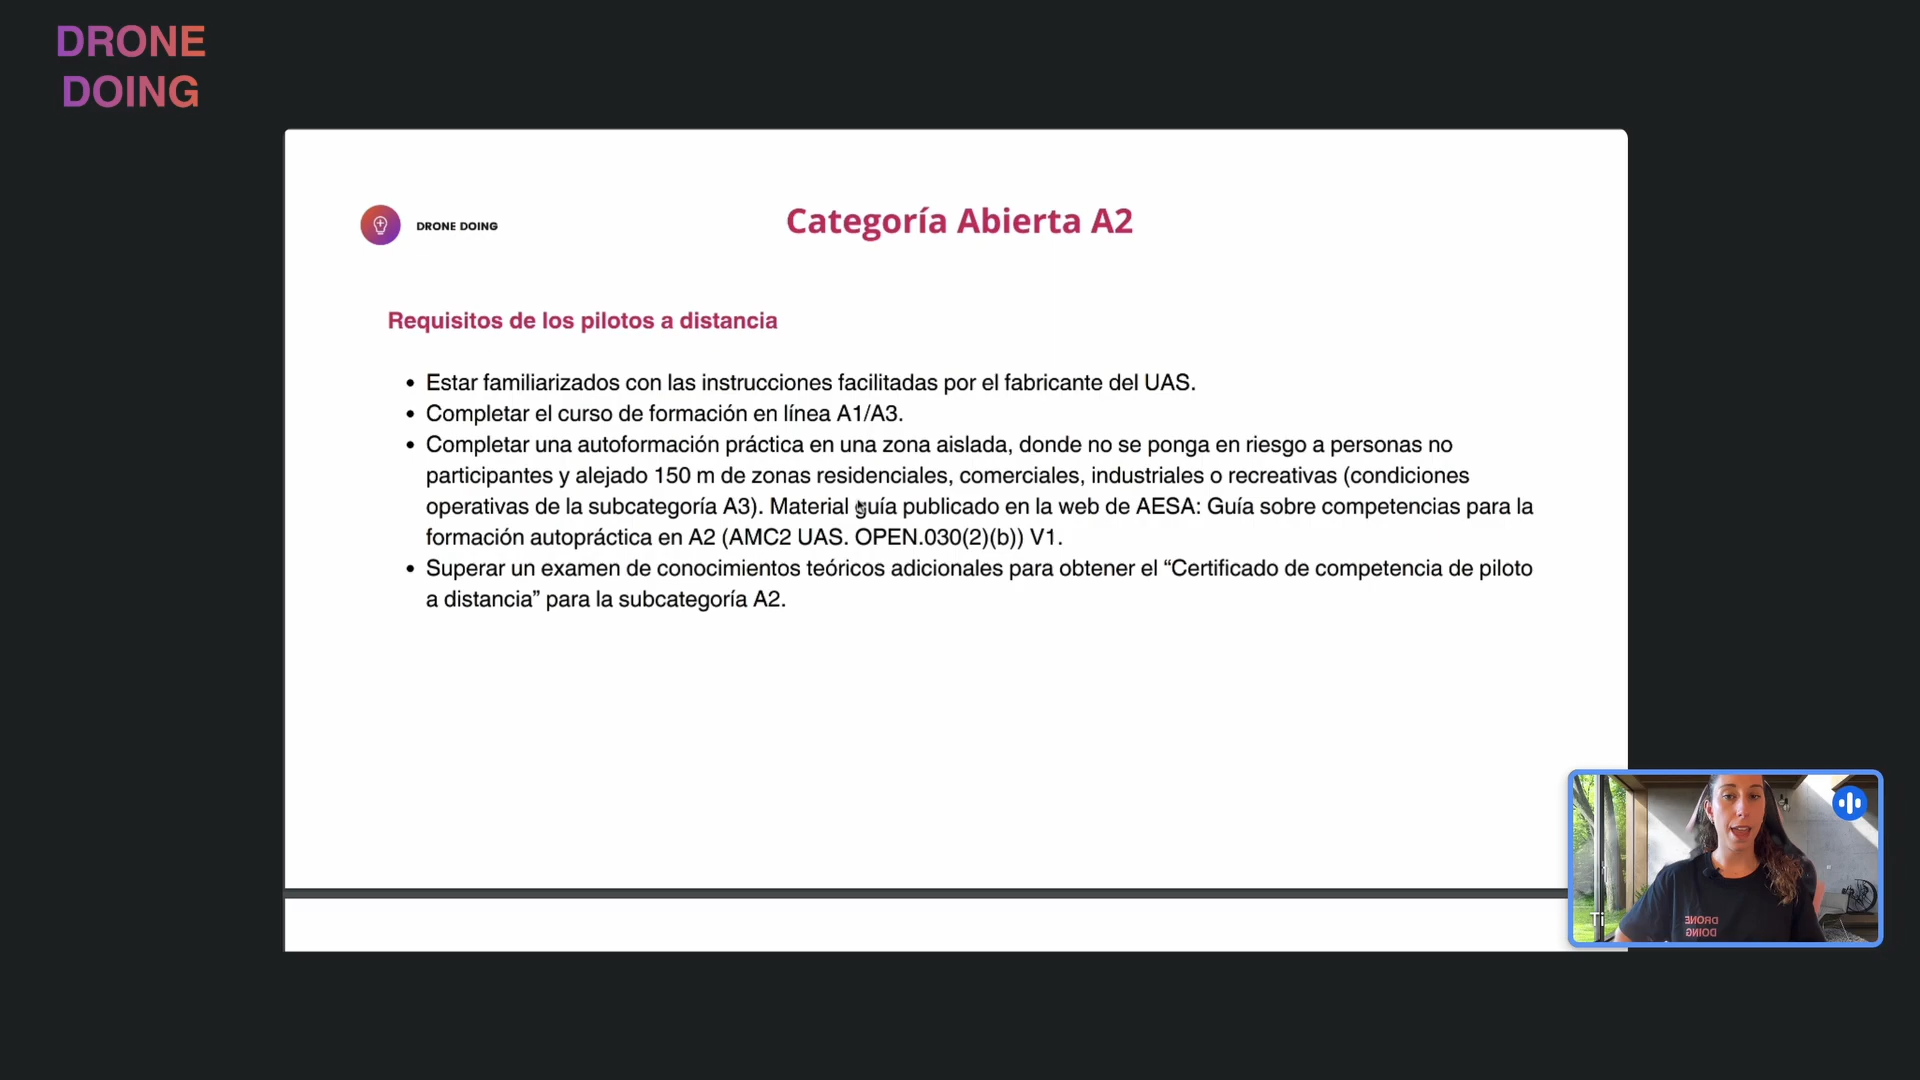 DRONE
DOING
DRONE DOING
Categoría Abierta A2
Requisitos de los pilotos a distancia
• Estar familiarizados con las instrucciones facilitadas por el fabricante del UAS.
• Completar el curso de formación en línea A1/A3.
• Completar una autoformación práctica en una zona aislada, donde no se ponga en riesgo a personas no
participantes y alejado 150 m de zonas residenciales, comerciales, industriales o recreativas (condiciones
operativas de la subcategoría A3). Material guía publicado en la web de AESA: Guía sobre competencias para la
formación autopráctica en A2 (AMC2 UAS. OPEN.030(2)(b)) V1.
• Superar un examen de conocimientos teóricos adicionales para obtener el “Certificado de competencia de piloto
a distancia” para la subcategoría A2.
Ti
DRONE
DOING